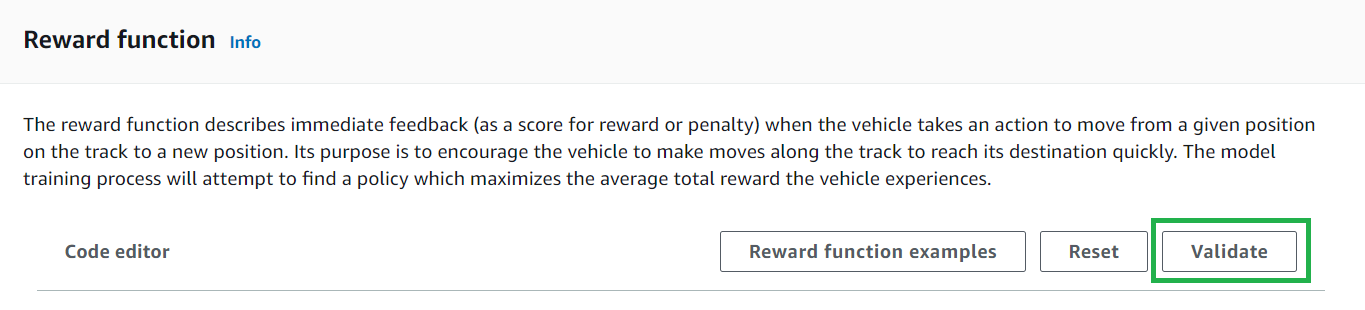 Reward function Info
The reward function describes immediate feedback (as a score for reward or penalty) when the vehicle takes an action to move from a given position
on the track to a new position. Its purpose is to encourage the vehicle to make moves along the track to reach its destination quickly. The model
training process will attempt to find a policy which maximizes the average total reward the vehicle experiences.
Code editor Reward function examples Reset Validate